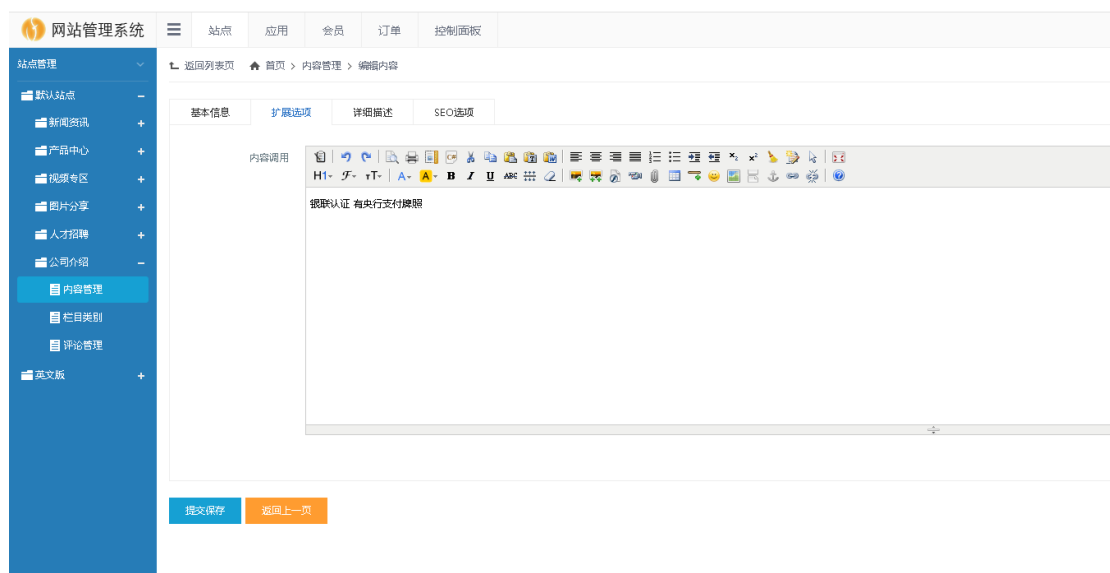 网站管理系统
站点 应用 会员 订单 控制面板
站点管理
返回列表页 首页 > 内容管理 > 编辑内容
默认站点
新闻资讯
产品中心
视频专区
图片分享
人才招聘
公司介绍
内容管理
栏目类别
评论管理
英文版
基本信息 扩展选项 详细描述 SEO选项
内容调用
H1 F TT A A B I U ABC
银联认证 有央行支付牌照
提交保存 返回上一页